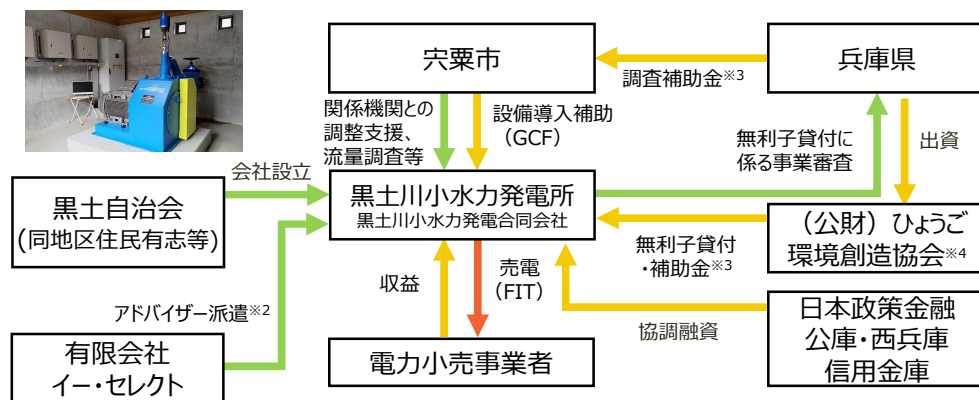 宍粟市
兵庫県
調査補助金※3
関係機関との
調整支援、
流量調査等
設備導入補助
（GCF）
無利子貸付に
係る事業審査
出資
会社設立
黒土自治会
(同地区住民有志等)
黒土川小水力発電所
黒土川小水力発電合同会社
（公財）ひょうご
環境創造協会※4
無利子貸付
・補助金※3
収益
売電
（FIT）
アドバイザー派遣※2
協調融資
日本政策金融
公庫・西兵庫
信用金庫
有限会社
イー・セレクト
電力小売事業者